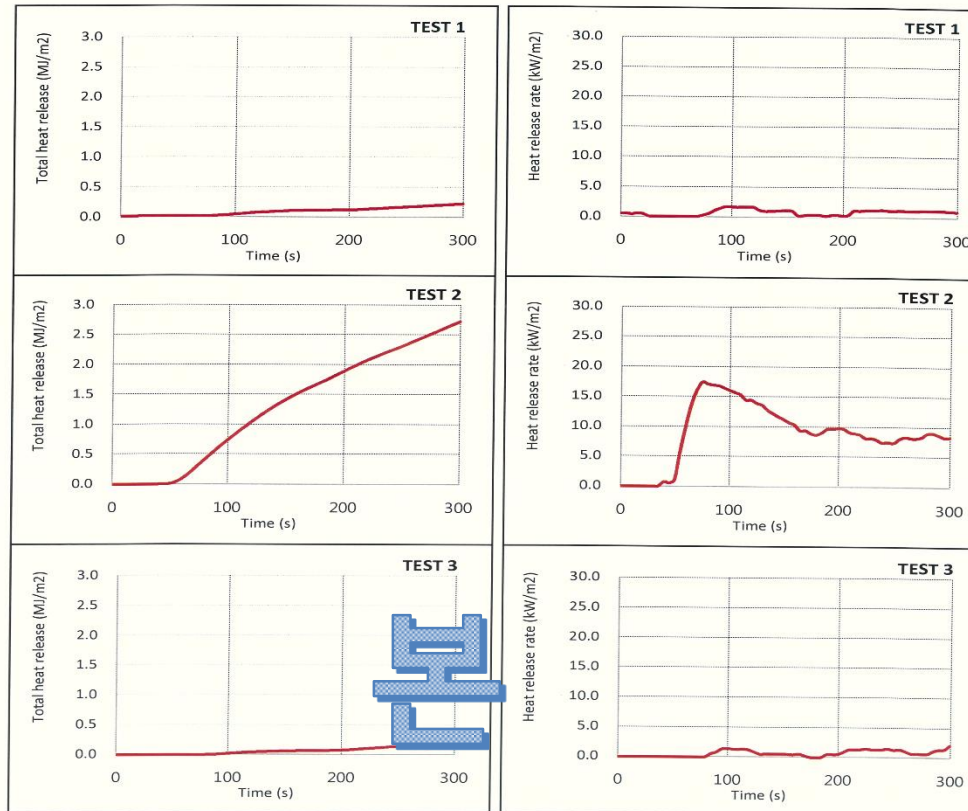 TEST 1
Total heat release (MJ/m2)
3.0
2.5
2.0
1.5
1.0
0.5
0.0
0 100 200 300
Time (s)
TEST 1
Heat release rate (kW/m2)
30.0
25.0
20.0
15.0
10.0
5.0
0.0
0 100 200 300
Time (s)
TEST 2
Total heat release (MJ/m2)
3.0
2.5
2.0
1.5
1.0
0.5
0.0
0 100 200 300
Time (s)
TEST 2
Heat release rate (kW/m2)
30.0
25.0
20.0
15.0
10.0
5.0
0.0
0 100 200 300
Time (s)
TEST 3
Total heat release (MJ/m2)
3.0
2.5
2.0
1.5
1.0
0.5
0.0
0 100 200 300
Time (s)
본
TEST 3
Heat release rate (kW/m2)
30.0
25.0
20.0
15.0
10.0
5.0
0.0
0 100 200 300
Time (s)